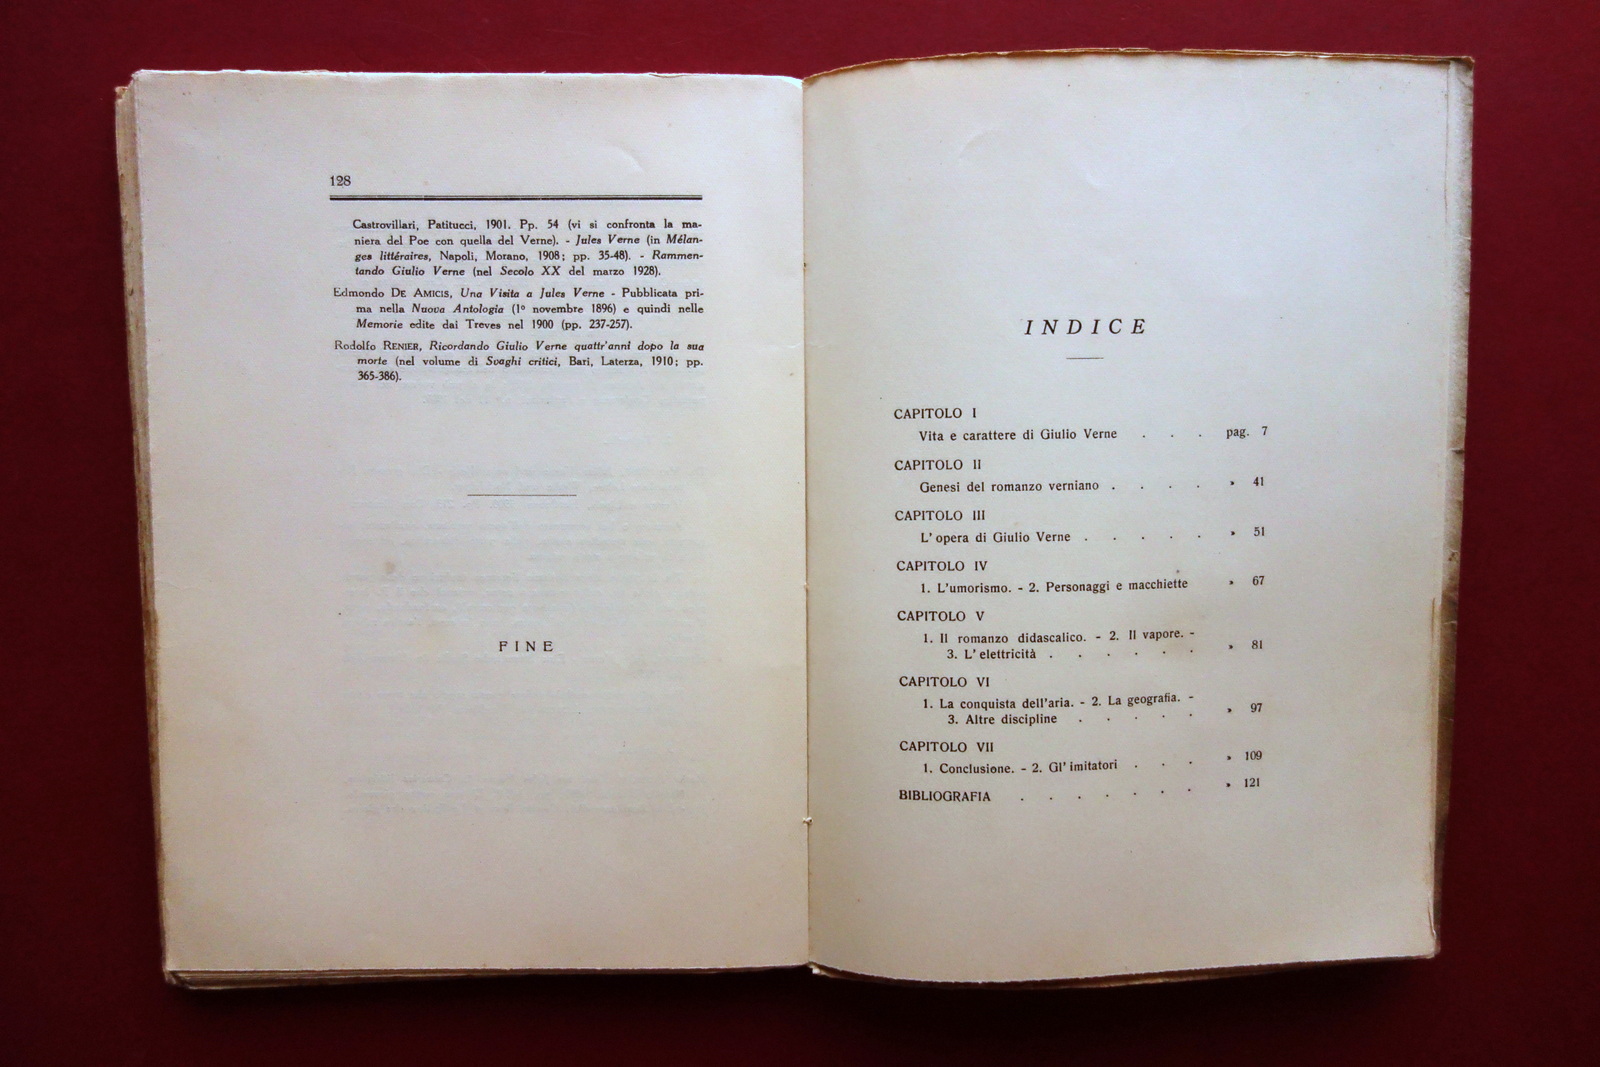 128
Castrovillari, Patitucci, 1901. Pp. 54 (vi si confronta la ma-
niera del Poe con quella del Verne). - Jules Verne (in Mélan-
ges littéraires, Napoli, Morano, 1908; pp. 35-48). - Rammen-
tando Giulio Verne (nel Secolo XX del marzo 1928).
Edmondo DE AMICIS, Una Visita a Jules Verne - Pubblicata pri-
ma nella Nuova Antologia (1º novembre 1896) e quindi nelle
Memorie edite dai Treves nel 1900 (pp. 237-257).
Rodolfo RENIER, Ricordando Giulio Verne quattr'anni dopo la sua
morte (nel volume di Svaghi critici, Bari, Laterza, 1910; pp.
365-386).
FINE
INDICE
CAPITOLO I
Vita e carattere di Giulio Verne . . . pag. 7
CAPITOLO II
Genesi del romanzo verniano . . . . » 41
CAPITOLO III
L' opera di Giulio Verne . . . . . » 51
CAPITOLO IV
1. L'umorismo. - 2. Personaggi e macchiette » 67
CAPITOLO V
1. Il romanzo didascalico. - 2. Il vapore. -
3. L' elettricità . . . . . . » 81
CAPITOLO VI
1. La conquista dell'aria. - 2. La geografia. -
3. Altre discipline . . . . . » 97
CAPITOLO VII
1. Conclusione. - 2. Gl' imitatori . . . » 109
BIBLIOGRAFIA . . . . . . . » 121